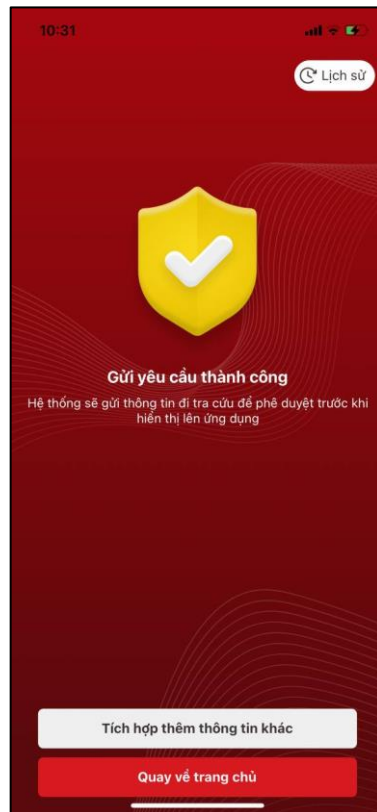 10:31
Lịch sử
Gửi yêu cầu thành công
Hệ thống sẽ gửi thông tin đi tra cứu để phê duyệt trước khi
hiển thị lên ứng dụng
Tích hợp thêm thông tin khác
Quay về trang chủ